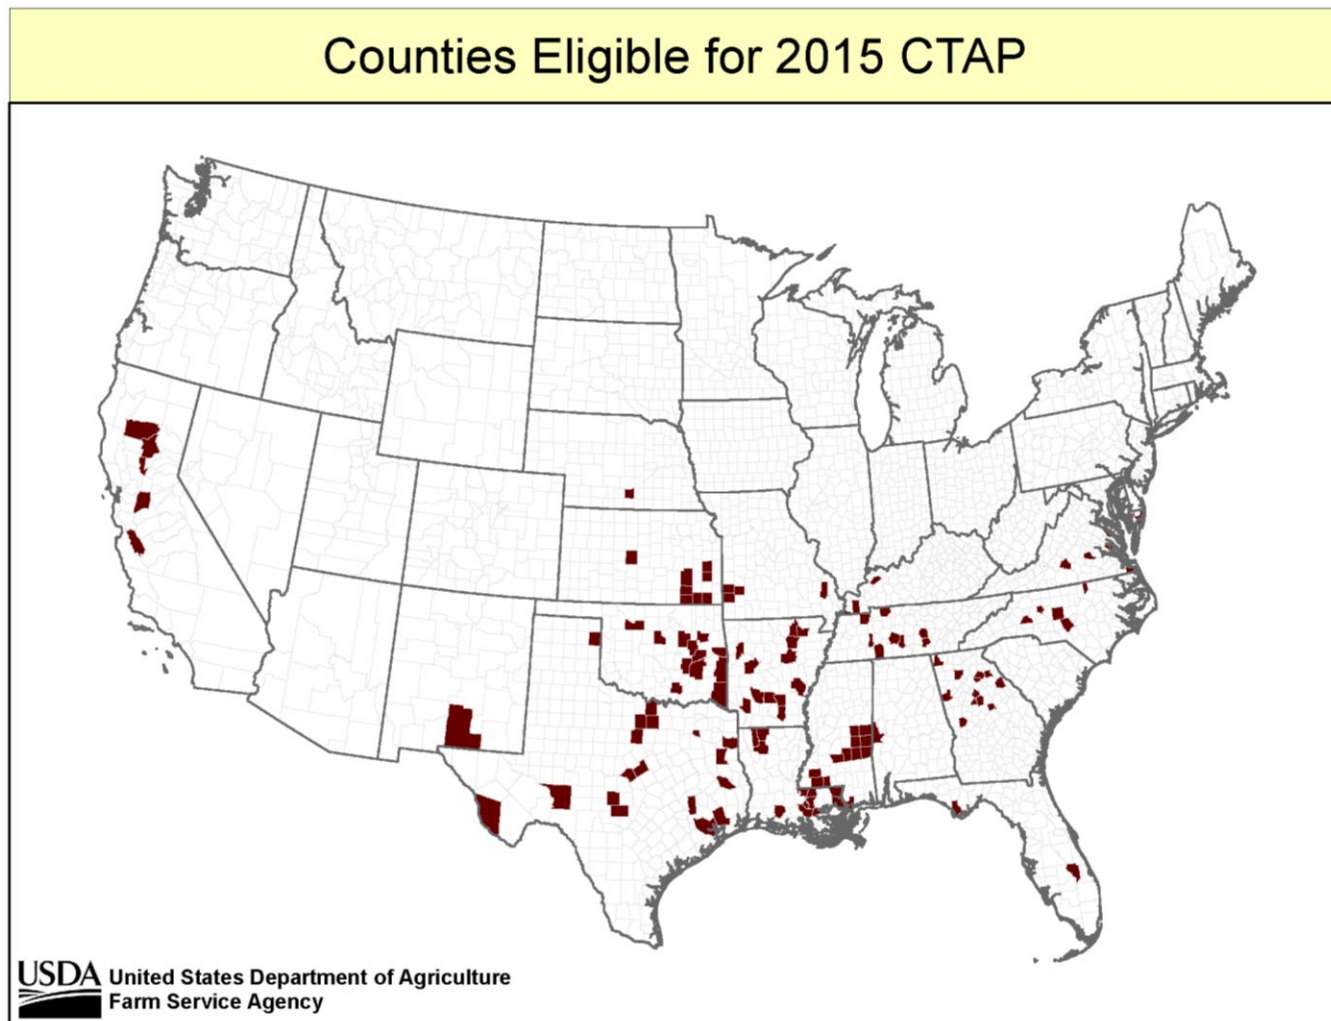 Counties Eligible for 2015 CTAP
USDA United States Department of Agriculture
Farm Service Agency